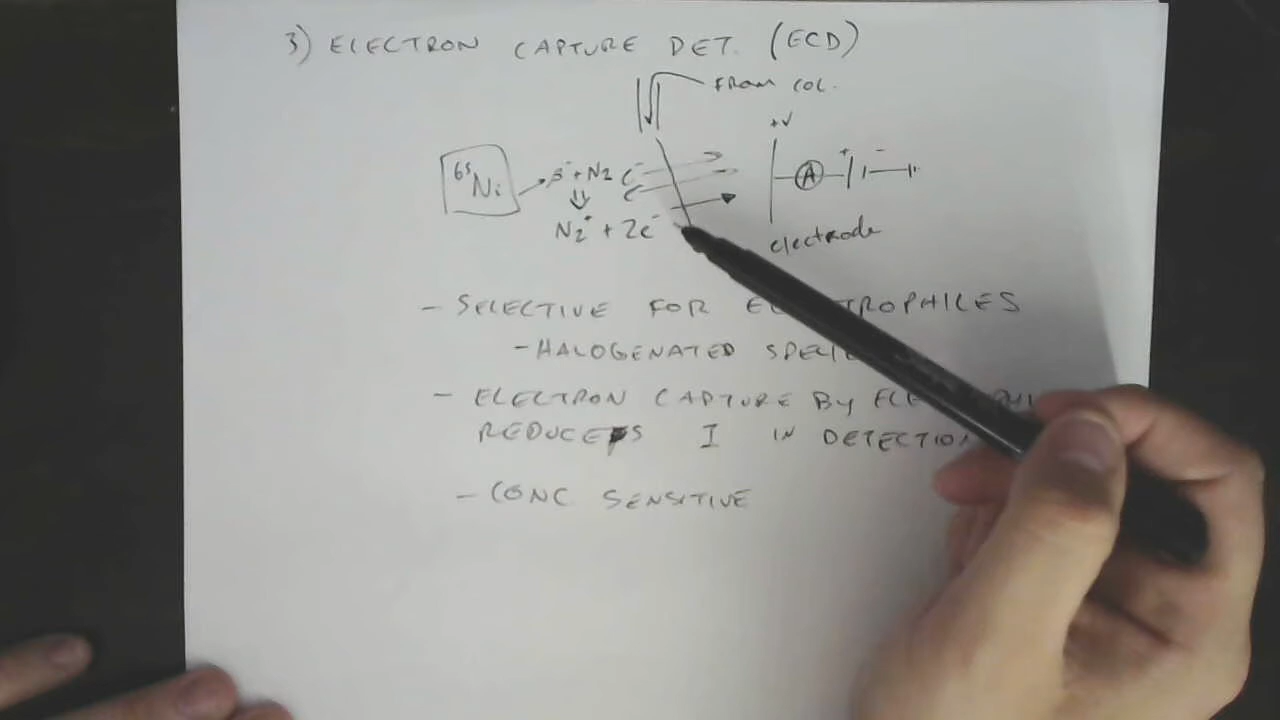 3) ELECTRON CAPTURE DET. (ECD)
FROM COL.
+V
63Ni β⁻ + N2 e⁻
A + -
N2⁺ + 2e⁻
electrode
- SELECTIVE FOR
- HALOGENATED
- ELECTRON CAPTURE BY
REDUCES I IN DETECTION
- CONC SENSITIVE